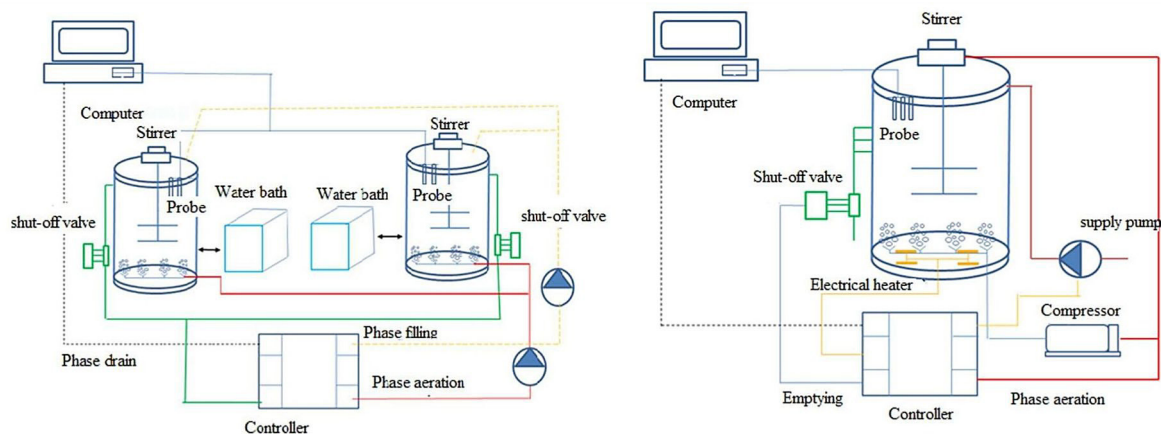 Computer
Stirrer
Stirrer
Water bath
Water bath
Probe
Probe
shut-off valve
shut-off valve
Phase filling
Phase drain
Phase aeration
Controller
Stirrer
Computer
Probe
Shut-off valve
supply pump
Electrical heater
Compressor
Emptying
Phase aeration
Controller